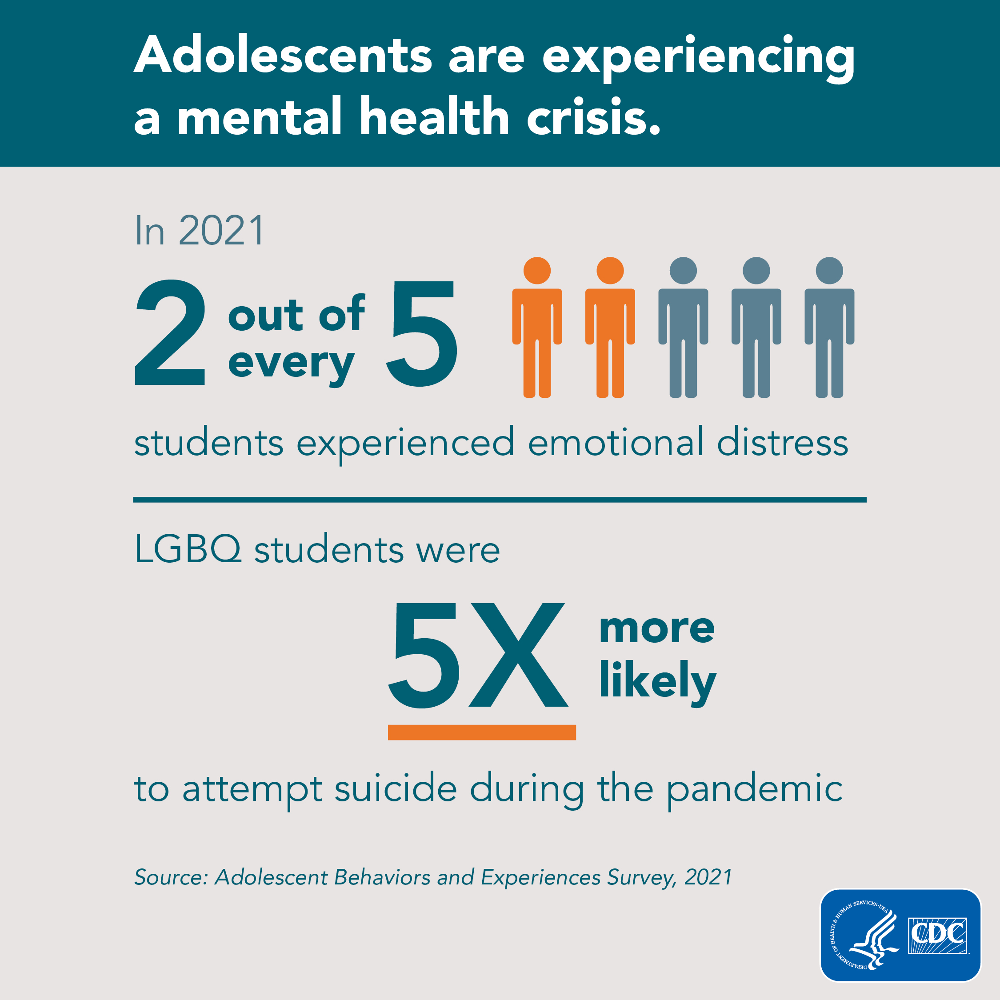 Adolescents are experiencing
a mental health crisis.
In 2021
2 out of every 5
students experienced emotional distress
LGBQ students were
5X more likely
to attempt suicide during the pandemic
Source: Adolescent Behaviors and Experiences Survey, 2021
DEPARTMENT OF HEALTH & HUMAN SERVICES·USA
CDC